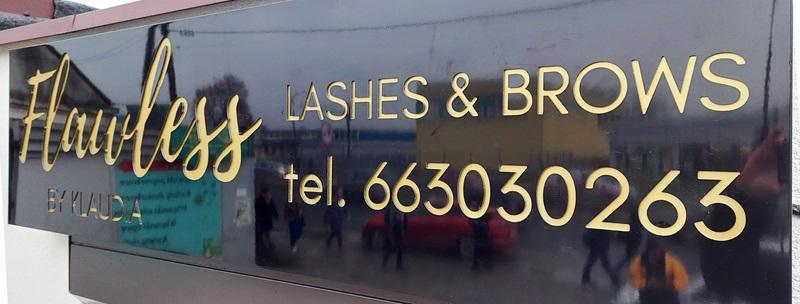 Flawless
BY KLAUDIA
LASHES & BROWS
tel. 663030263